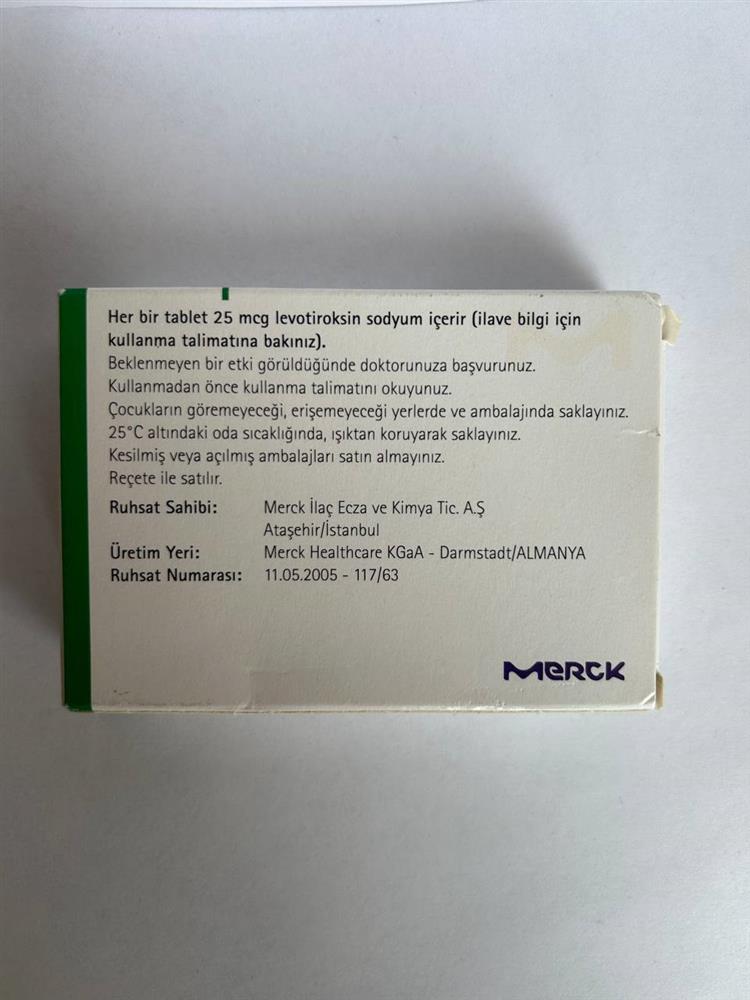 Her bir tablet 25 mcg levotiroksin sodyum içerir (ilave bilgi için
kullanma talimatına bakınız).
Beklenmeyen bir etki görüldüğünde doktorunuza başvurunuz.
Kullanmadan önce kullanma talimatını okuyunuz.
Çocukların göremeyeceği, erişemeyeceği yerlerde ve ambalajında saklayınız.
25°C altındaki oda sıcaklığında, ışıktan koruyarak saklayınız.
Kesilmiş veya açılmış ambalajları satın almayınız.
Reçete ile satılır.
Ruhsat Sahibi: Merck İlaç Ecza ve Kimya Tic. A.Ş
Ataşehir/İstanbul
Üretim Yeri: Merck Healthcare KGaA - Darmstadt/ALMANYA
Ruhsat Numarası: 11.05.2005 - 117/63
MERCK